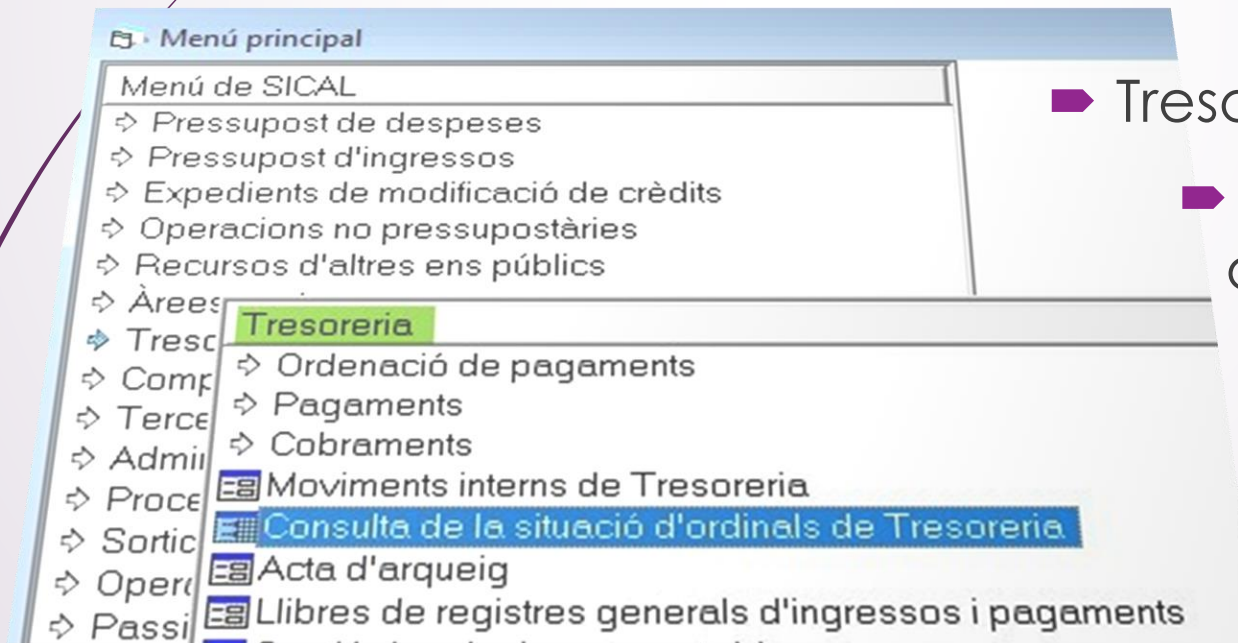 Menú principal
Menú de SICAL
Pressupost de despeses
Pressupost d'ingressos
Expedients de modificació de crèdits
Operacions no pressupostàries
Recursos d'altres ens públics
Tresoreria
Ordenació de pagaments
Pagaments
Cobraments
Moviments interns de Tresoreria
Consulta de la situació d'ordinals de Tresoreria
Acta d'arqueig
Llibres de registres generals d'ingressos i pagaments